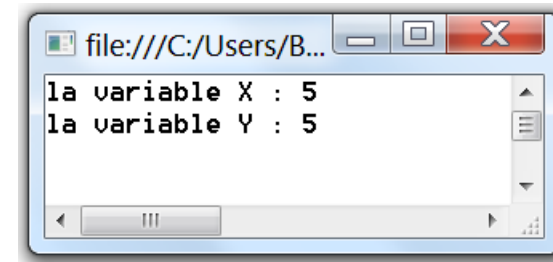 file:///C:/Users/B...
la variable X : 5
la variable Y : 5